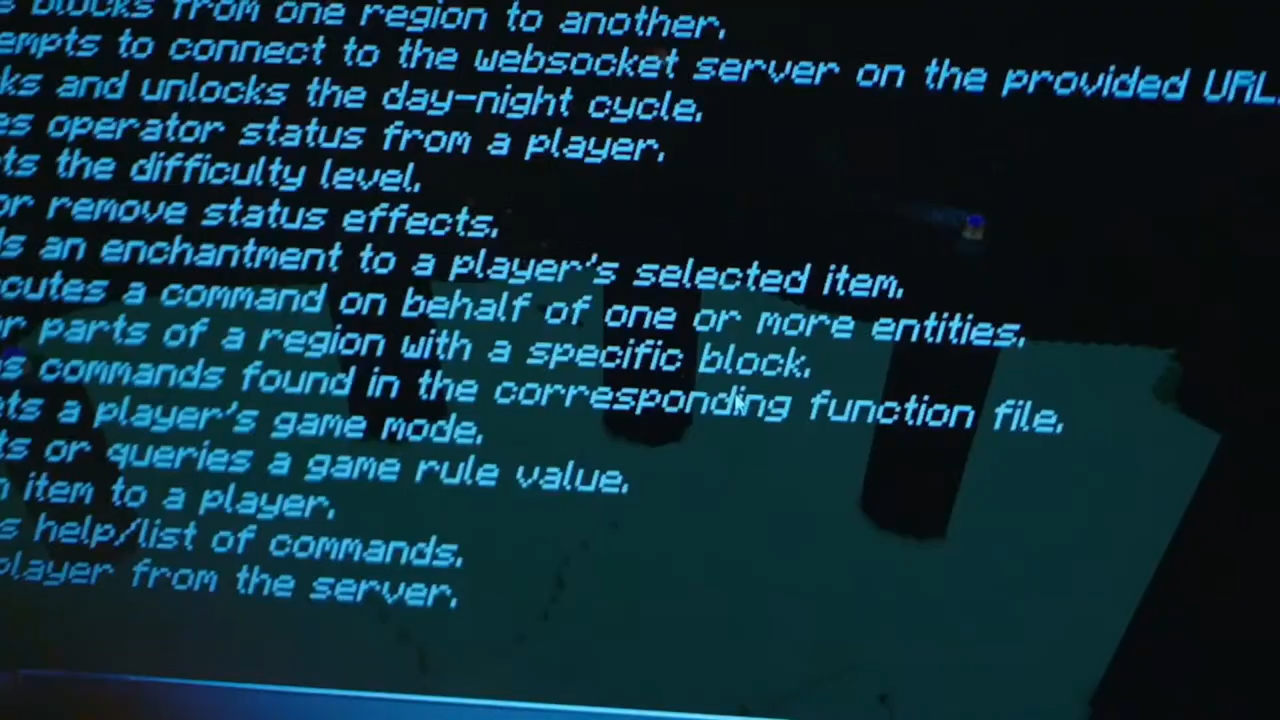 blocks from one region to another.
empts to connect to the websocket server on the provided URL.
ks and unlocks the day-night cycle.
es operator status from a player.
ts the difficulty level.
or remove status effects.
ds an enchantment to a player's selected item.
cutes a command on behalf of one or more entities.
or parts of a region with a specific block.
s commands found in the corresponding function file.
ts a player's game mode.
ts or queries a game rule value.
n item to a player.
s help/list of commands.
player from the server.